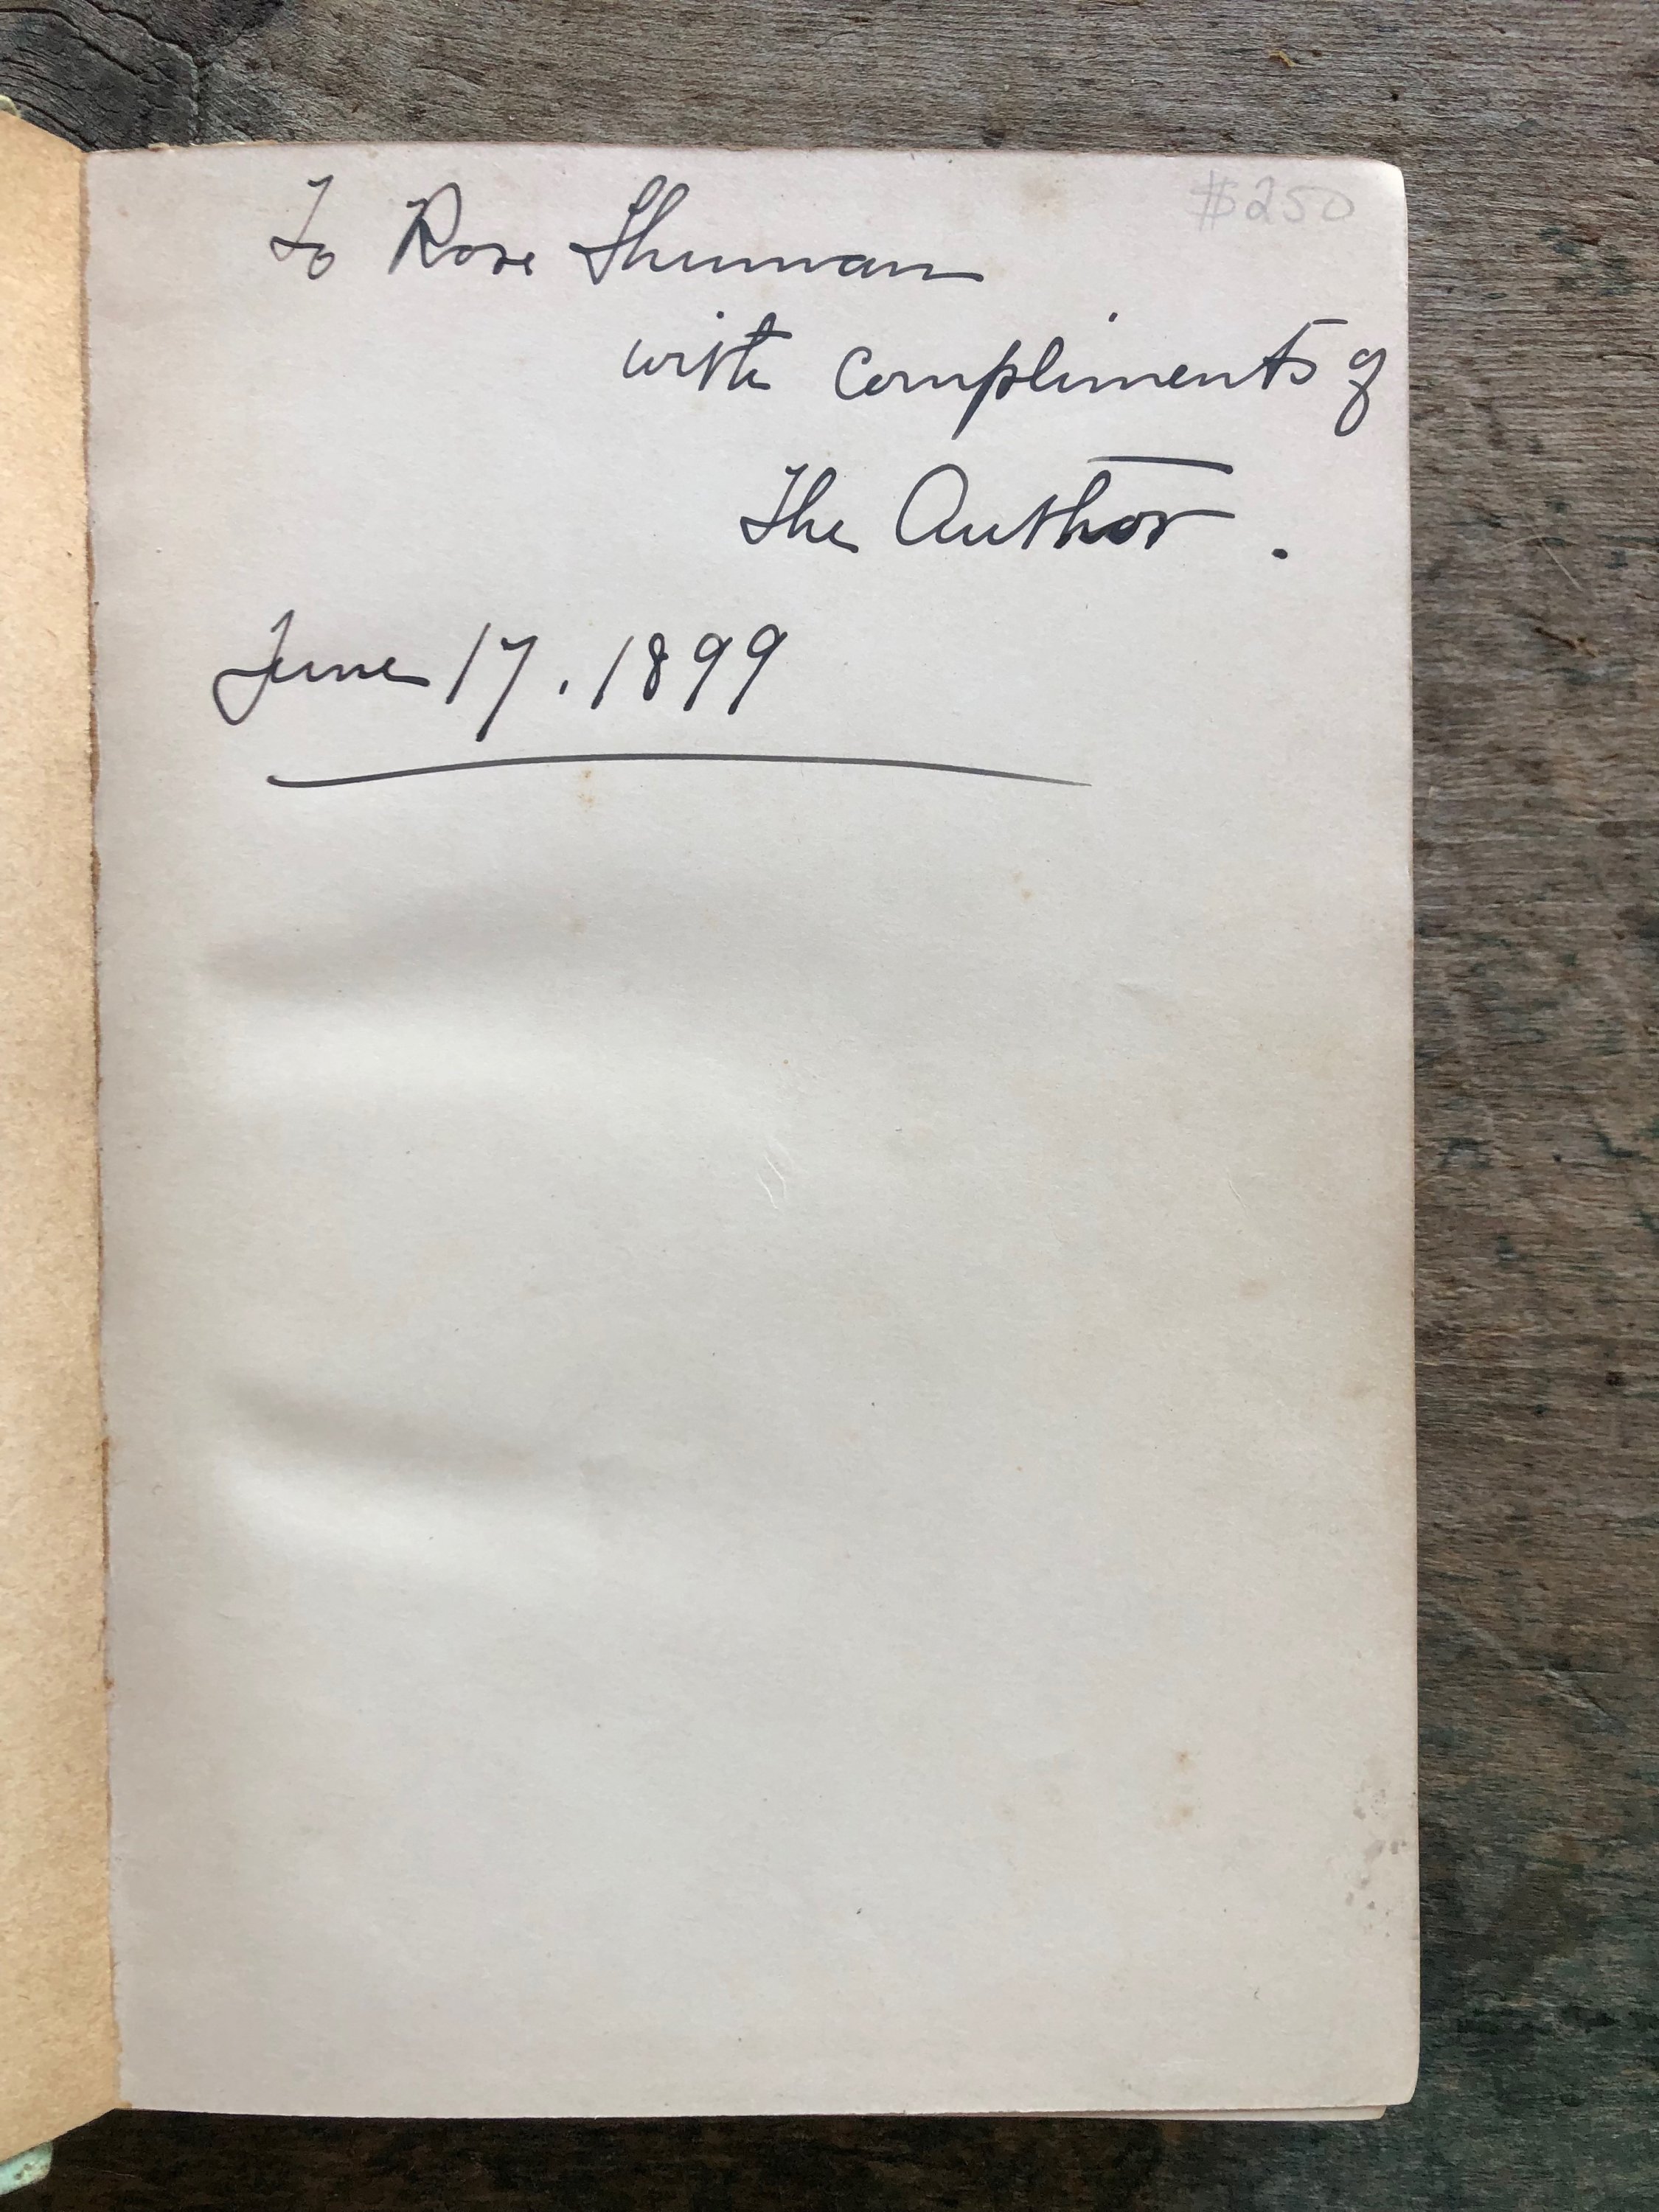 $250
To Rose Shuman
with compliments of
The Author.
June 17. 1899